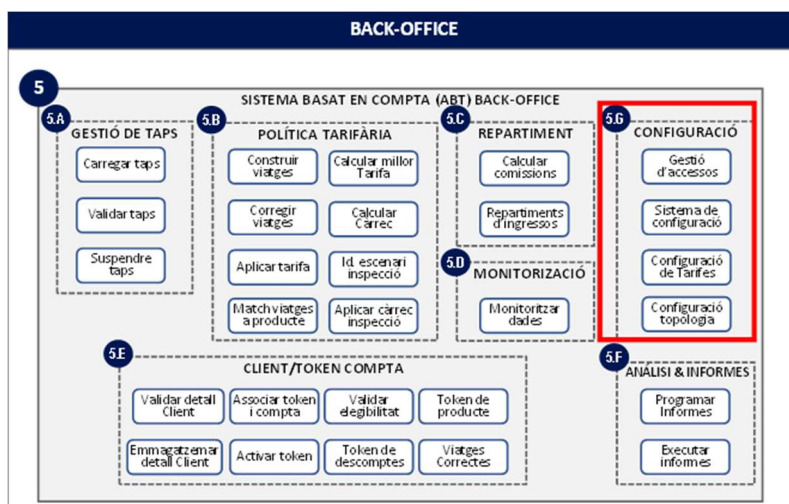 BACK-OFFICE
5
SISTEMA BASAT EN COMPTA (ABT) BACK-OFFICE
5.A
GESTIÓ DE TAPS
Carregar taps
Validar taps
Suspendre
taps
5.B
POLÍTICA TARIFÀRIA
Construir
viatges
Calcular millor
Tarifa
Corregir
viatges
Calcular
Càrrec
Aplicar tarifa
Id. escenari
inspecció
Match viatges
a producte
Aplicar càrrec
inspecció
5.C
REPARTIMENT
Calcular
comissions
Repartiments
d'ingressos
5.D
MONITORIZACIÓ
Monitoritzar
dades
5.G
CONFIGURACIÓ
Gestió
d'accessos
Sistema de
configuració
Configuració
de Tarifes
Configuració
topologia
5.E
CLIENT/TOKEN COMPTA
Validar detall
Client
Associar token
i compta
Validar
elegibilitat
Token de
producte
Emmagatzemar
detall Client
Activar token
Token de
descomptes
Viatges
Correctes
5.F
ANÀLISI & INFORMES
Programar
Informes
Executar
informes